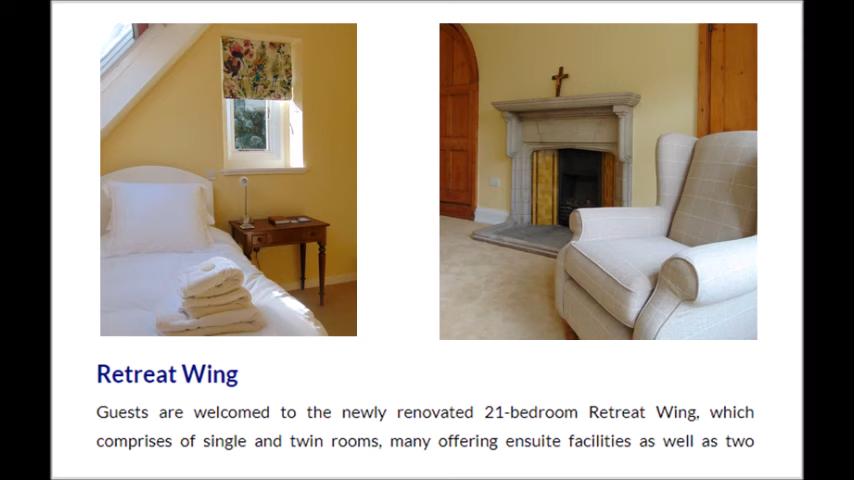 Retreat Wing
Guests are welcomed to the newly renovated 21-bedroom Retreat Wing, which
comprises of single and twin rooms, many offering ensuite facilities as well as two